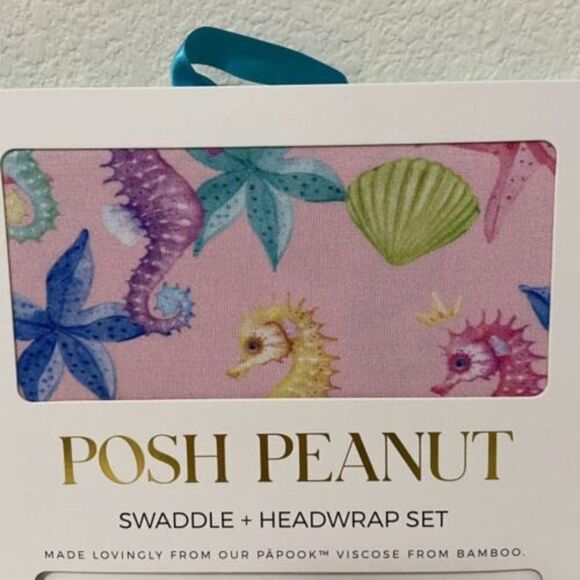 POSH PEANUT
SWADDLE + HEADWRAP SET
MADE LOVINGLY FROM OUR PĀPOOK™ VISCOSE FROM BAMBOO.